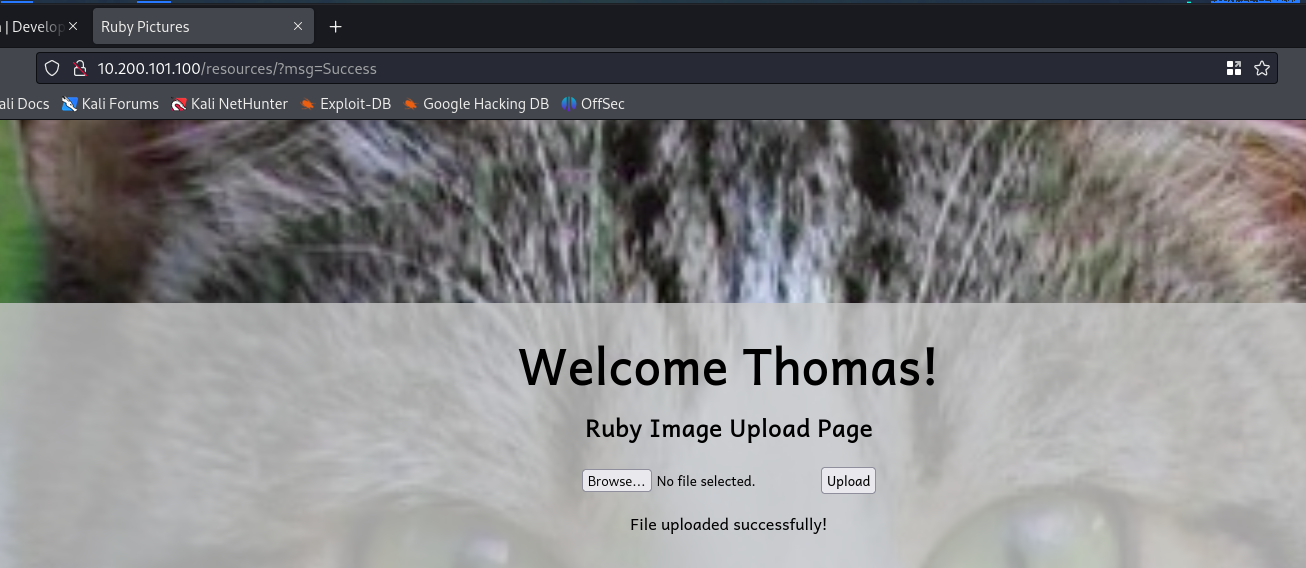 | Develop
Ruby Pictures
10.200.101.100/resources/?msg=Success
ali Docs Kali Forums Kali NetHunter Exploit-DB Google Hacking DB OffSec
Welcome Thomas!
Ruby Image Upload Page
Browse... No file selected. Upload
File uploaded successfully!